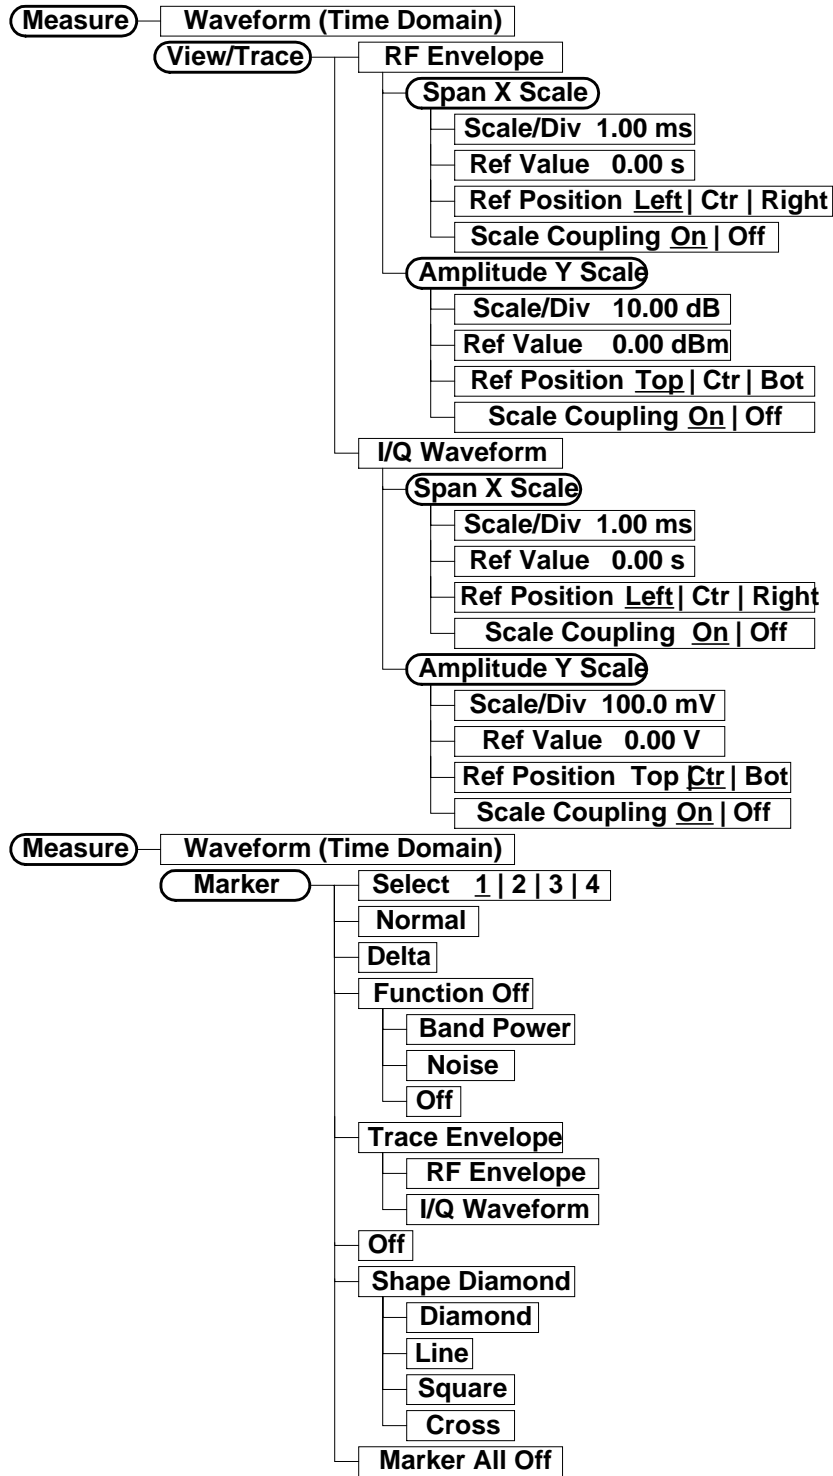 Measure Waveform (Time Domain)
View/Trace RF Envelope
Span X Scale
Scale/Div 1.00 ms
Ref Value 0.00 s
Ref Position Left | Ctr | Right
Scale Coupling On | Off
Amplitude Y Scale
Scale/Div 10.00 dB
Ref Value 0.00 dBm
Ref Position Top | Ctr | Bot
Scale Coupling On | Off
I/Q Waveform
Span X Scale
Scale/Div 1.00 ms
Ref Value 0.00 s
Ref Position Left | Ctr | Right
Scale Coupling On | Off
Amplitude Y Scale
Scale/Div 100.0 mV
Ref Value 0.00 V
Ref Position Top | Ctr | Bot
Scale Coupling On | Off
Measure Waveform (Time Domain)
Marker Select 1 | 2 | 3 | 4
Normal
Delta
Function Off
Band Power
Noise
Off
Trace Envelope
RF Envelope
I/Q Waveform
Off
Shape Diamond
Diamond
Line
Square
Cross
Marker All Off